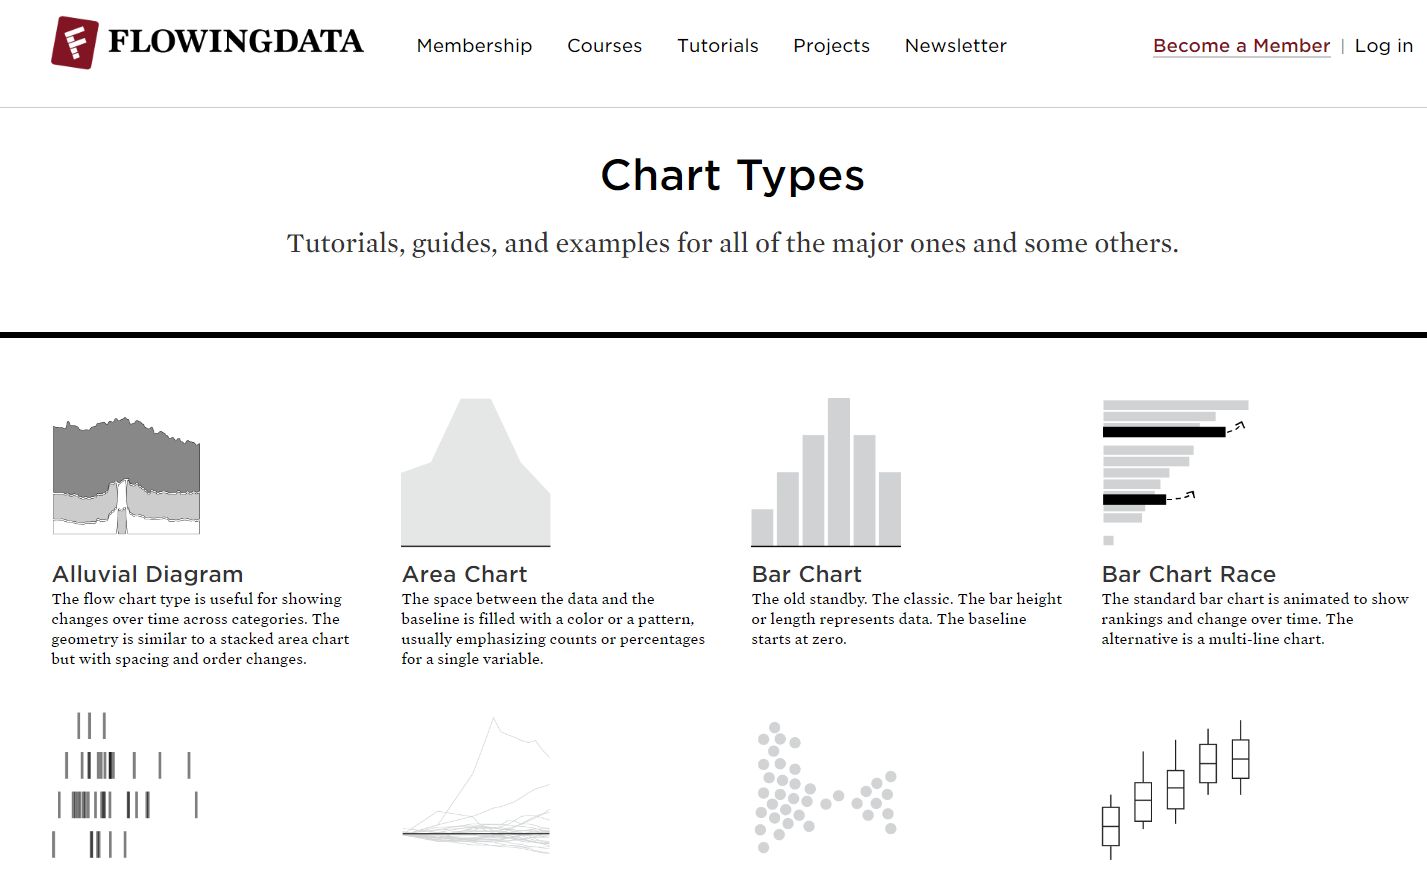 FLOWINGDATA
Membership Courses Tutorials Projects Newsletter
Become a Member | Log in
Chart Types
Tutorials, guides, and examples for all of the major ones and some others.
Alluvial Diagram
The flow chart type is useful for showing
changes over time across categories. The
geometry is similar to a stacked area chart
but with spacing and order changes.
Area Chart
The space between the data and the
baseline is filled with a color or a pattern,
usually emphasizing counts or percentages
for a single variable.
Bar Chart
The old standby. The classic. The bar height
or length represents data. The baseline
starts at zero.
Bar Chart Race
The standard bar chart is animated to show
rankings and change over time. The
alternative is a multi-line chart.